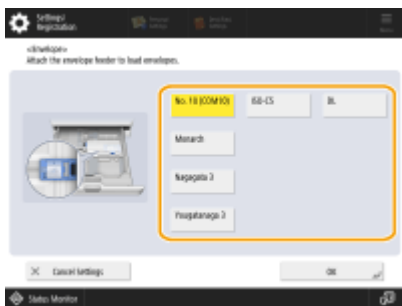 Settings/
Registration
<Envelope>
Attach the envelope feeder to load envelopes.
No. 10 (COM10)
ISO-C5
DL
Monarch
Nagagata 3
Yougatanaga 3
Cancel Settings
OK
Status Monitor